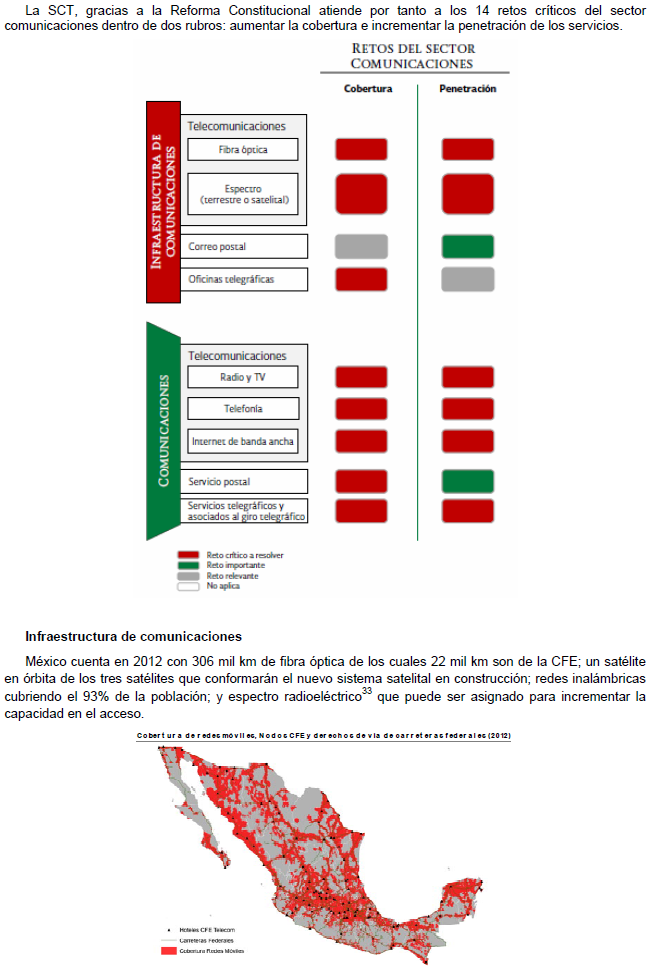 La SCT, gracias a la Reforma Constitucional atiende por tanto a los 14 retos críticos del sector
comunicaciones dentro de dos rubros: aumentar la cobertura e incrementar la penetración de los servicios.
RETOS DEL SECTOR
COMUNICACIONES
Cobertura
Penetración
INFRAESTRUCTURA DE
COMUNICACIONES
Telecomunicaciones
Fibra óptica
Espectro
(terrestre o satelital)
Correo postal
Oficinas telegráficas
COMUNICACIONES
Telecomunicaciones
Radio y TV
Telefonía
Internet de banda ancha
Servicio postal
Servicios telegráficos y
asociados al giro telegráfico
Reto crítico a resolver
Reto importante
Reto relevante
No aplica
Infraestructura de comunicaciones
México cuenta en 2012 con 306 mil km de fibra óptica de los cuales 22 mil km son de la CFE; un satélite
en órbita de los tres satélites que conformarán el nuevo sistema satelital en construcción; redes inalámbricas
cubriendo el 93% de la población; y espectro radioeléctrico33 que puede ser asignado para incrementar la
capacidad en el acceso.
Cobertura de redes móviles, Nodos CFE y derechos de vía de carreteras federales (2012)
Hoteles CFE Telecom
Carreteras Federales
Cobertura Redes Móviles